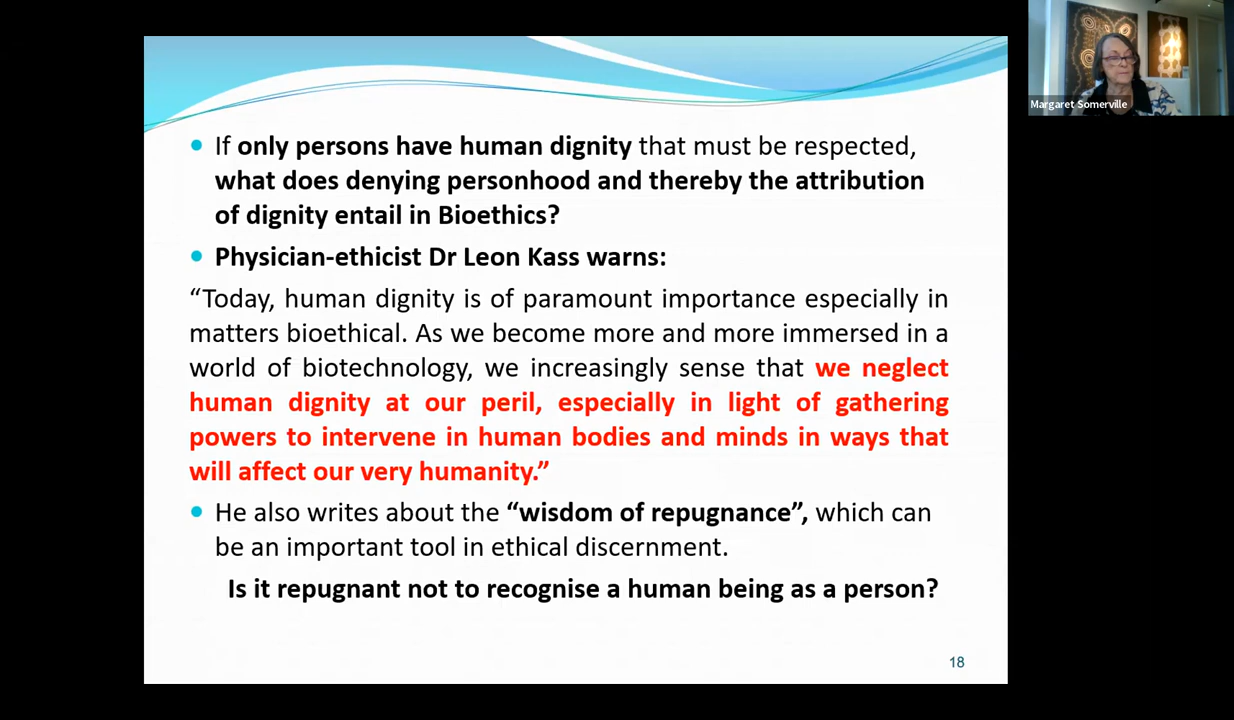 If only persons have human dignity that must be respected,
what does denying personhood and thereby the attribution
of dignity entail in Bioethics?
Physician-ethicist Dr Leon Kass warns:
“Today, human dignity is of paramount importance especially in
matters bioethical. As we become more and more immersed in a
world of biotechnology, we increasingly sense that we neglect
human dignity at our peril, especially in light of gathering
powers to intervene in human bodies and minds in ways that
will affect our very humanity.”
He also writes about the “wisdom of repugnance”, which can
be an important tool in ethical discernment.
Is it repugnant not to recognise a human being as a person?
18
Margaret Somerville